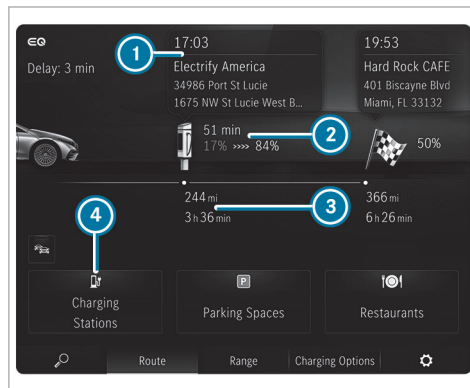 EQ
Delay: 3 min
17:03
Electrify America
34986 Port St Lucie
1675 NW St Lucie West B...
19:53
Hard Rock CAFE
401 Biscayne Blvd
Miami, FL 33132
1
51 min
17% »»» 84%
2
50%
244 mi
3 h 36 min
3
366 mi
6 h 26 min
4
Charging
Stations
P
Parking Spaces
Restaurants
Route
Range
Charging Options